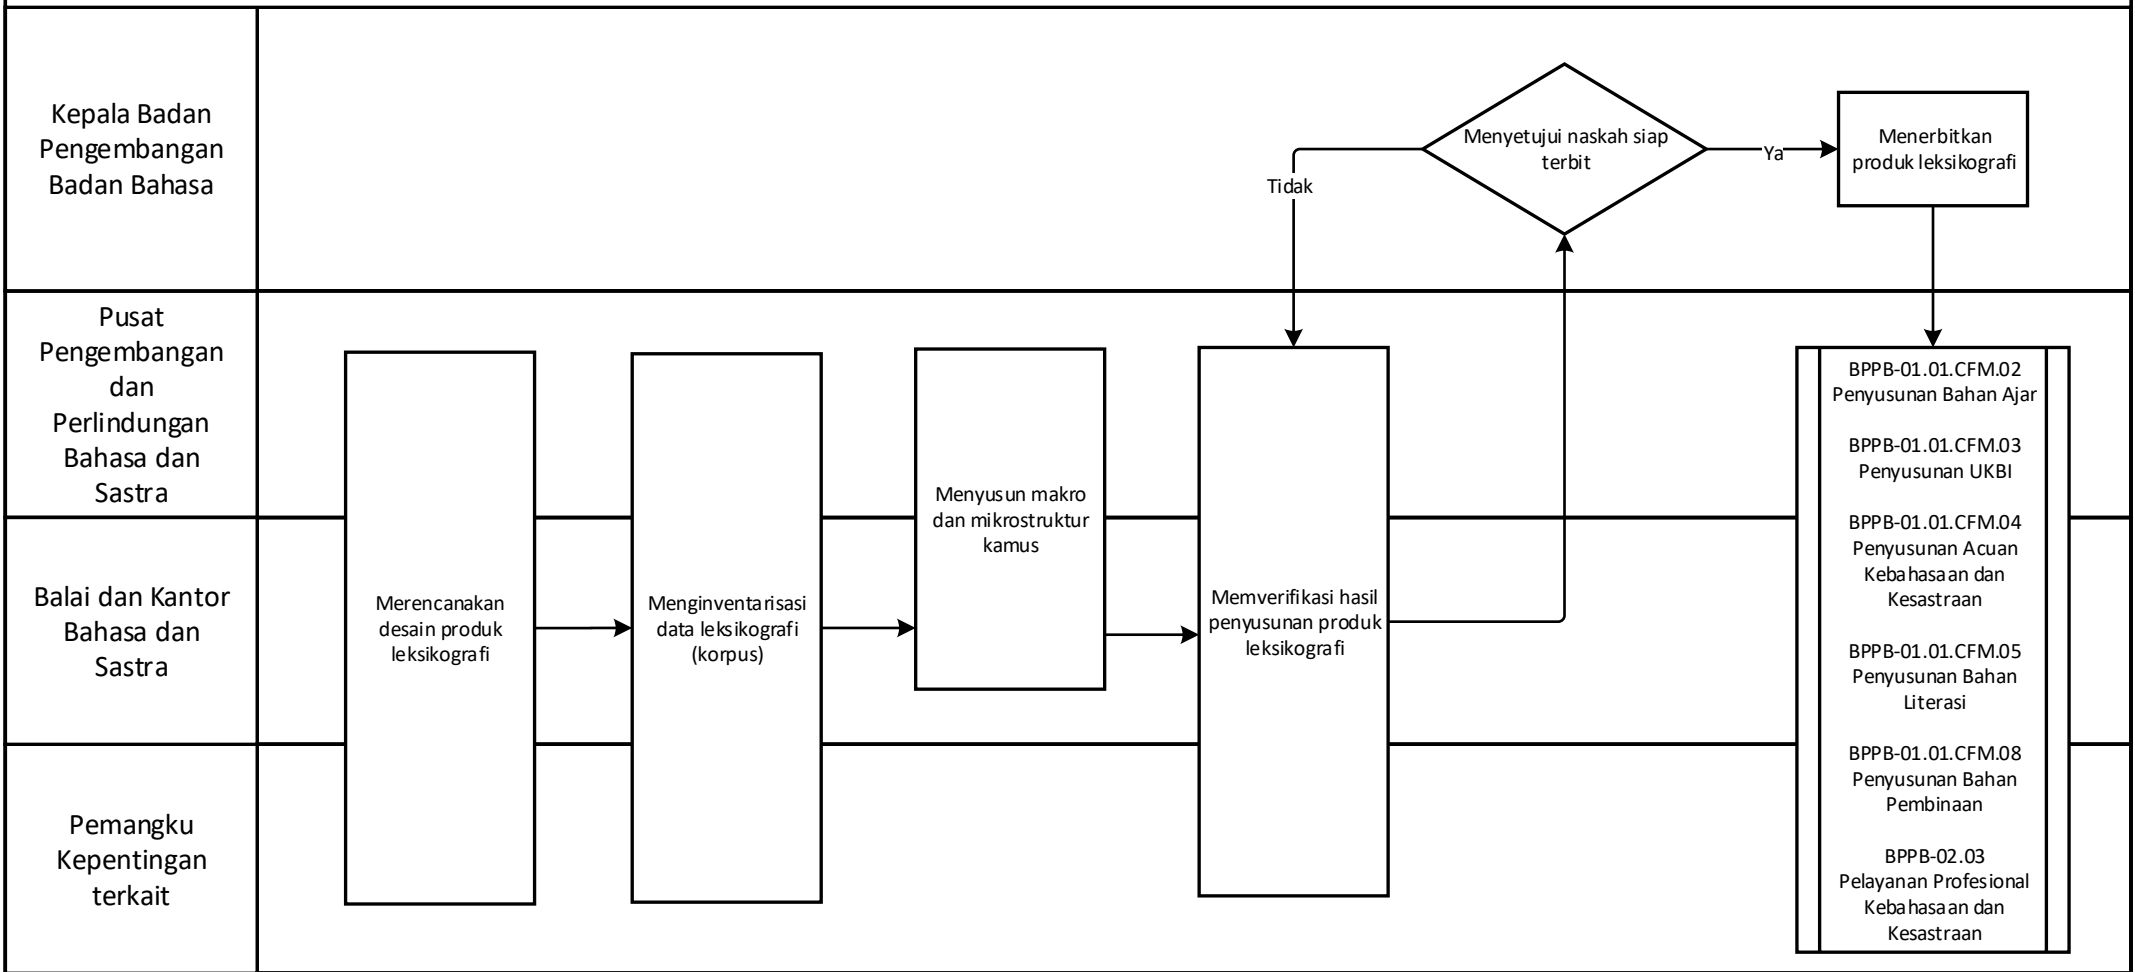 Kepala Badan
Pengembangan
Badan Bahasa
Menyetujui naskah siap
terbit
Ya
Tidak
Menerbitkan
produk leksikografi
Pusat
Pengembangan
dan
Perlindungan
Bahasa dan
Sastra
Balai dan Kantor
Bahasa dan
Sastra
Pemangku
Kepentingan
terkait
Merencanakan
desain produk
leksikografi
Menginventarisasi
data leksikografi
(korpus)
Menyusun makro
dan mikrostruktur
kamus
Memverifikasi hasil
penyusunan produk
leksikografi
BPPB-01.01.CFM.02
Penyusunan Bahan Ajar
BPPB-01.01.CFM.03
Penyusunan UKBI
BPPB-01.01.CFM.04
Penyusunan Acuan
Kebahasaan dan
Kesastraan
BPPB-01.01.CFM.05
Penyusunan Bahan
Literasi
BPPB-01.01.CFM.08
Penyusunan Bahan
Pembinaan
BPPB-02.03
Pelayanan Profesional
Kebahasaan dan
Kesastraan